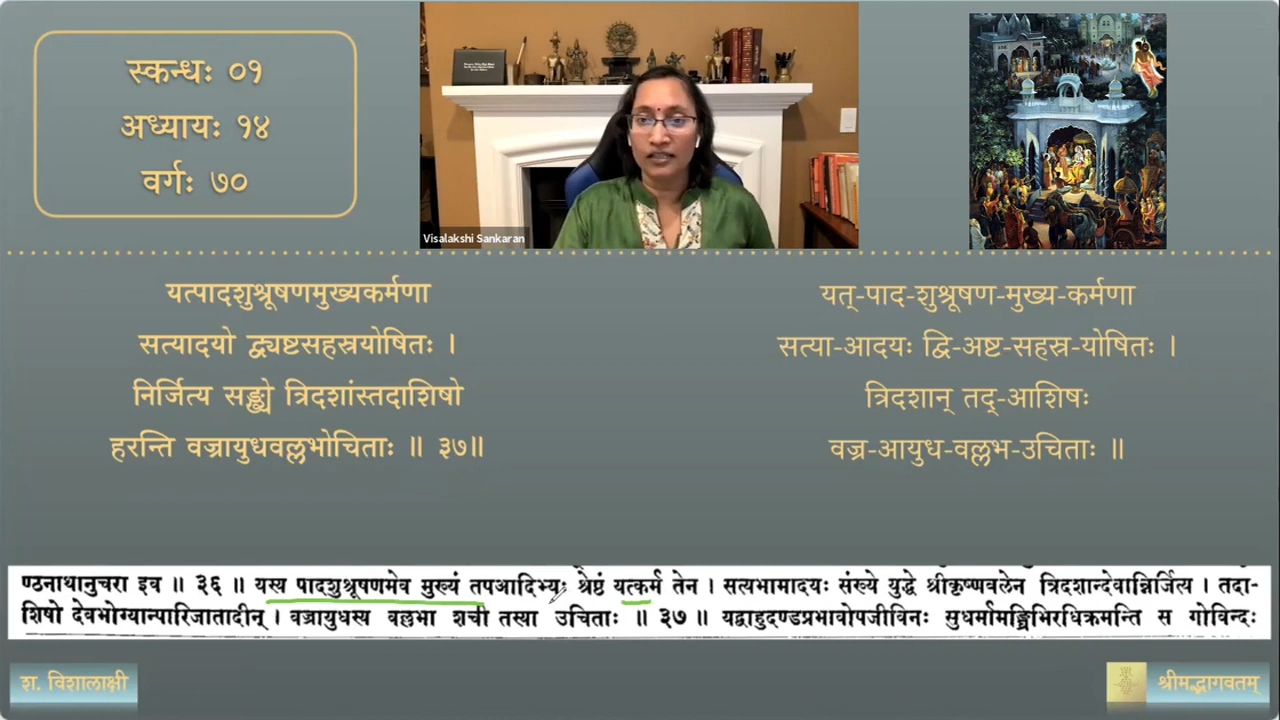 स्कन्धः ०१
अध्यायः १४
वर्गः ७०
Visalakshi Sankaran
यत्पादशुश्रूषणमुख्यकर्मणा
सत्यादयो द्व्यष्टसहस्रयोषितः ।
निर्जित्य सङ्ख्ये त्रिदशांस्तदाशिषो
हरन्ति वज्रायुधवल्लभोचिताः ॥ ३७॥
यत्-पाद-शुश्रूषण-मुख्य-कर्मणा
सत्या-आदयः द्वि-अष्ट-सहस्र-योषितः ।
त्रिदशान् तद्-आशिषः
वज्र-आयुध-वल्लभ-उचिताः ॥
ण्ठनाथानुचरा इव ॥ ३६ ॥ यस्य पादशुश्रूषणमेव मुख्यं तपआदिभ्यः श्रेष्ठं यत्कर्म तेन । सत्यभामादयः संख्ये युद्धे श्रीकृष्णबलेन त्रिदशान्देवान्निर्जित्य । तदा-
शिषो देवभोग्यान्पारिजातादीन् । वज्रायुधस्य वल्लभा शची तस्या उचिताः ॥ ३७ ॥ यद्बाहुदण्डप्रभावोपजीविनः सुधर्मामङ्घ्रिभिरधिक्रमन्ति स गोविन्दः
श. विशालाक्षी
श्रीमद्भागवतम्